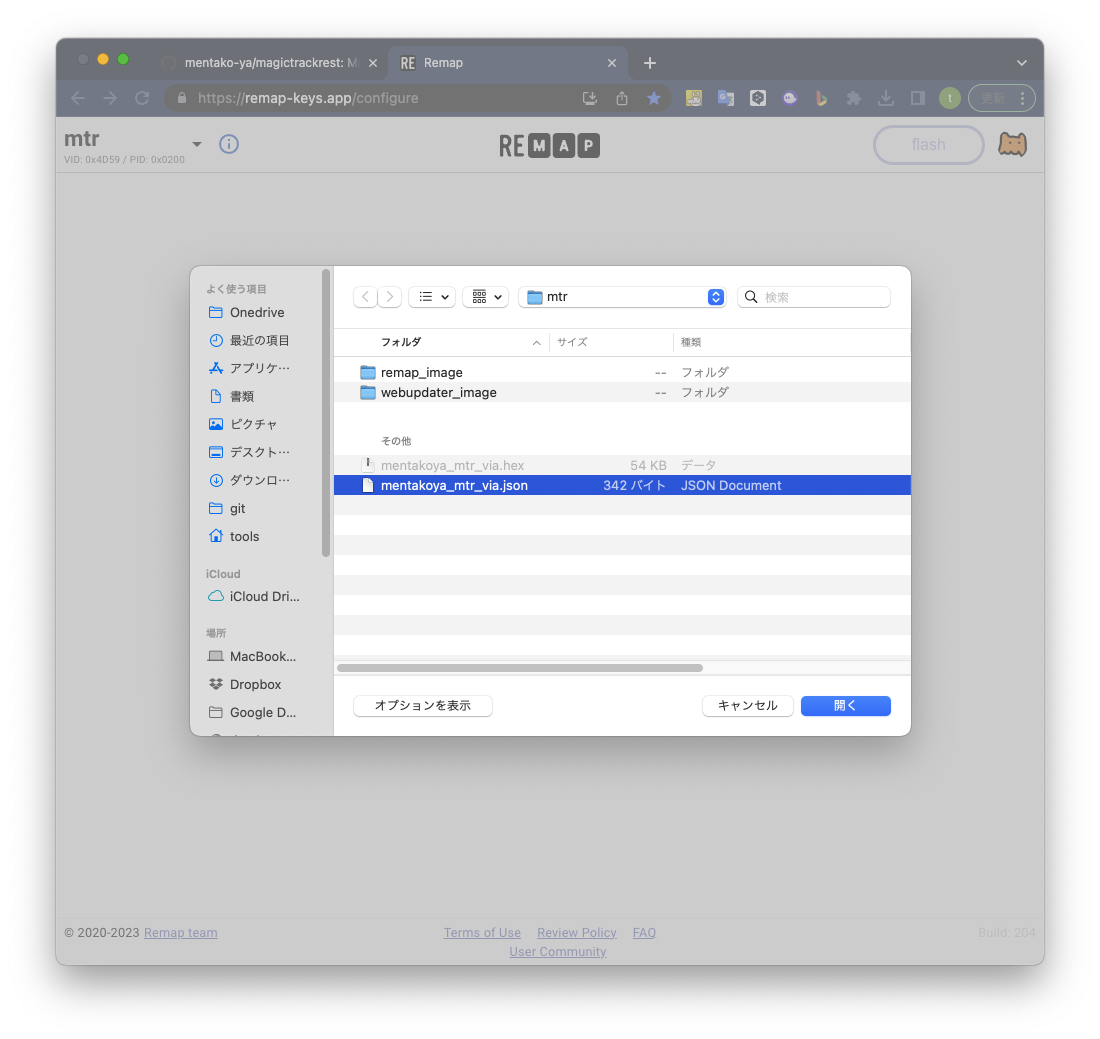 mentako-ya/magictrackrest: M
RE Remap
https://remap-keys.app/configure
更新
t
mtr
VID: 0x4D59 / PID: 0x0200
REMAP
flash
よく使う項目
Onedrive
最近の項目
アプリケ…
書類
ピクチャ
デスクト…
ダウンロ…
git
tools
iCloud
iCloud Dri...
場所
MacBook...
Dropbox
Google D...
mtr
検索
フォルダ サイズ 種類
remap_image -- フォルダ
webupdater_image -- フォルダ
その他
mentakoya_mtr_via.hex 54 KB データ
mentakoya_mtr_via.json 342 バイト JSON Document
オプションを表示 キャンセル 開く
© 2020-2023 Remap team
Terms of Use Review Policy FAQ
User Community
Build: 204